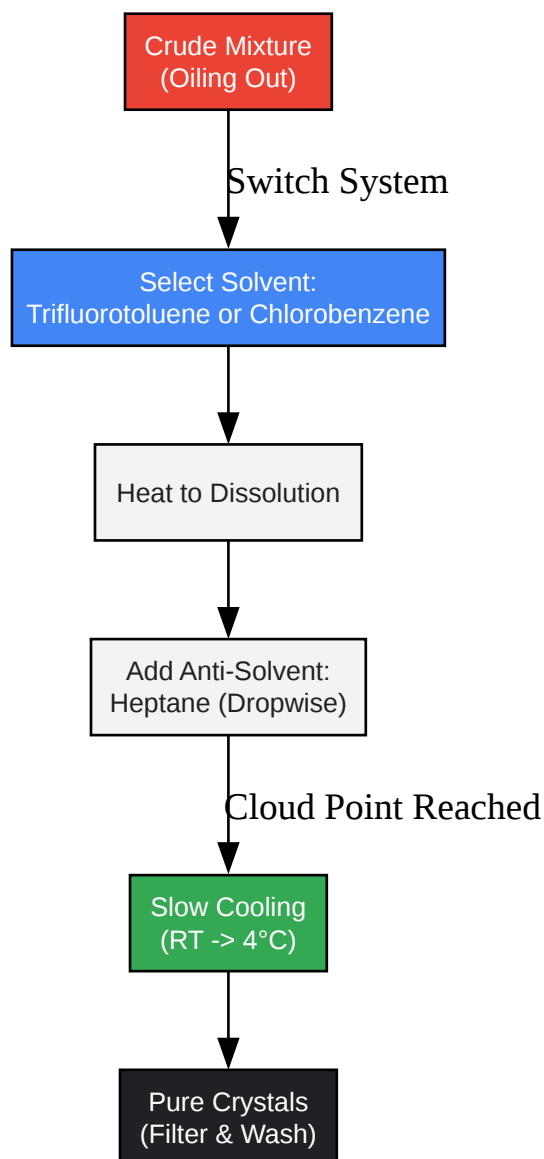 Crude Mixture
(Oiling Out)
Switch System
Select Solvent:
Trifluorotoluene or Chlorobenzene
Heat to Dissolution
Add Anti-Solvent:
Heptane (Dropwise)
Cloud Point Reached
Slow Cooling
(RT -> 4°C)
Pure Crystals
(Filter & Wash)